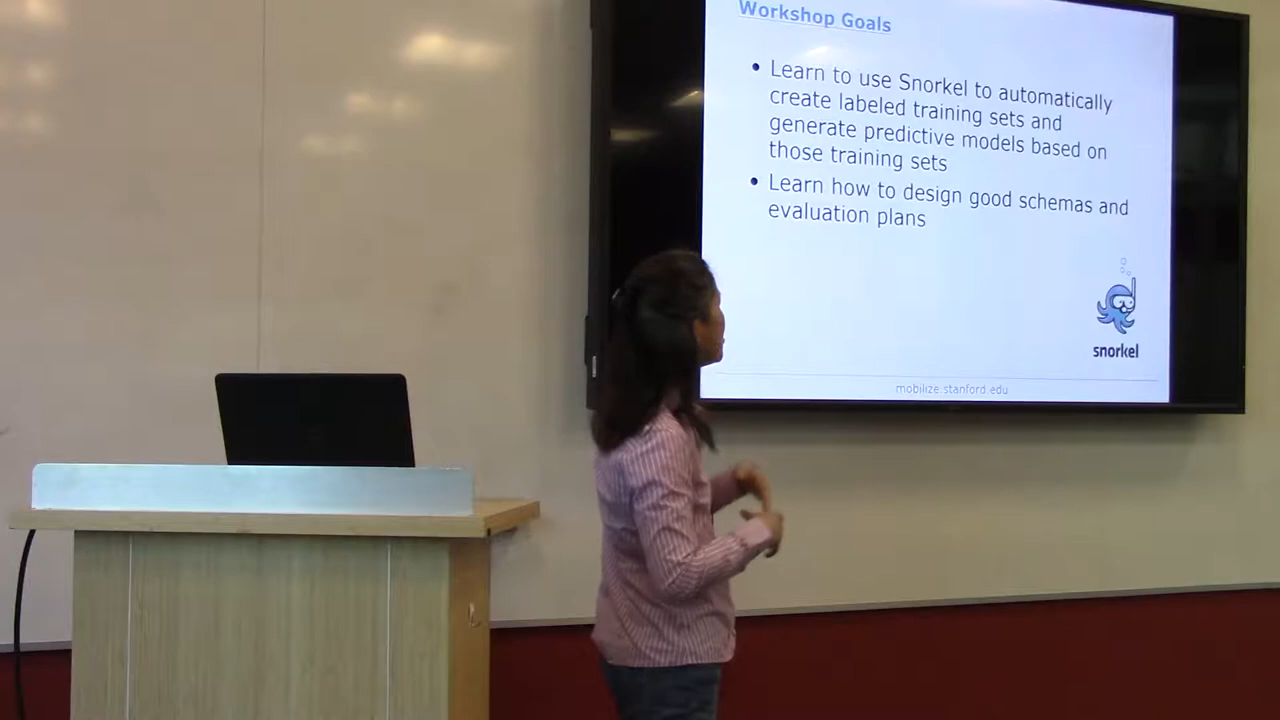 Workshop Goals
• Learn to use Snorkel to automatically
create labeled training sets and
generate predictive models based on
those training sets
• Learn how to design good schemas and
evaluation plans
snorkel
mobilize.stanford.edu